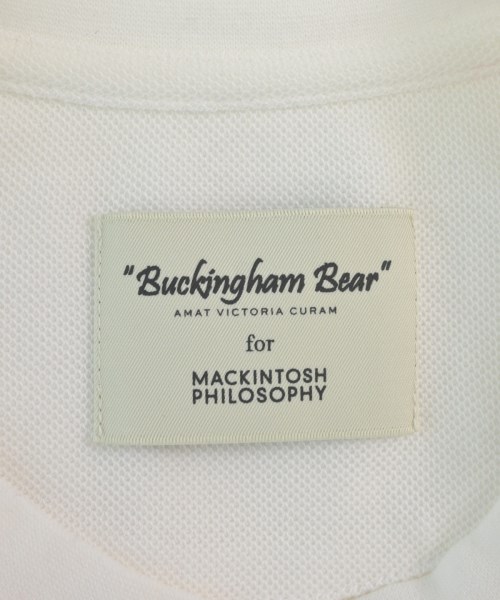 "Buckingham Bear"
AMAT VICTORIA CURAM
for
MACKINTOSH
PHILOSOPHY